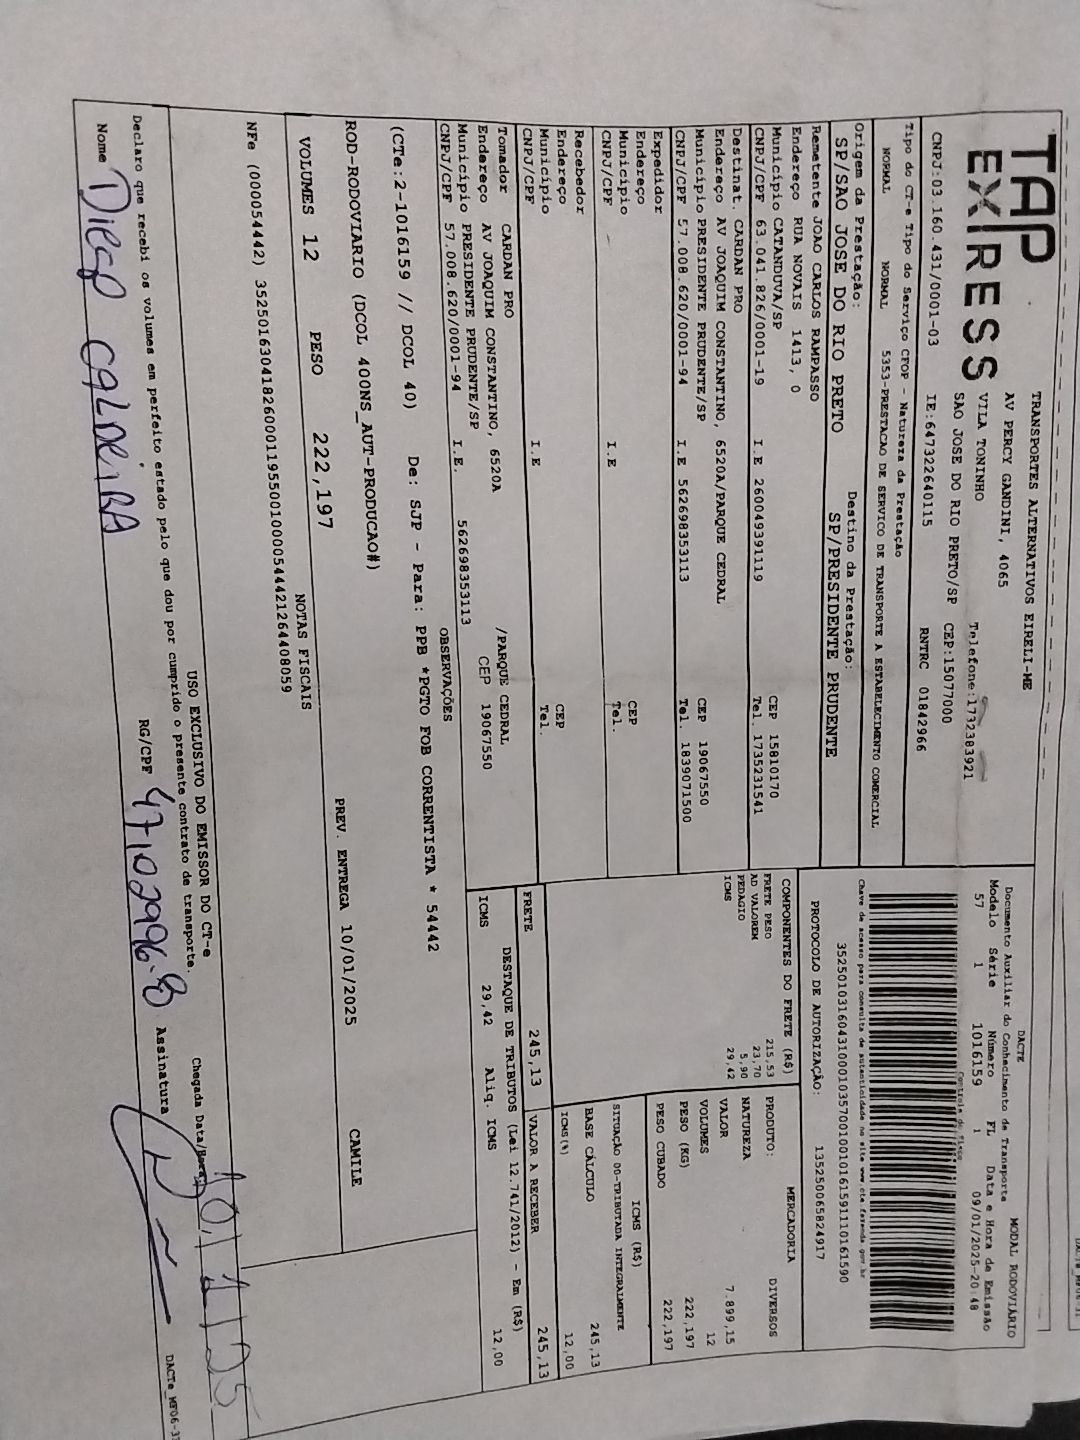 TAP
EXPRESS
TRANSPORTES ALTERNATIVOS EIRELI-ME
AV PERCY GANDINI, 4065
VILA TONINHO
Telefone:1732383921
SAO JOSE DO RIO PRETO/SP CEP:15077000
CNPJ:03.160.431/0001-03 IE:647322640115 RNTRC 01842966
Tipo do CT-e Tipo do Serviço CFOP - Natureza da Prestação
NORMAL NORMAL 5353-PRESTACAO DE SERVICO DE TRANSPORTE A ESTABELECIMENTO COMERCIAL
Origem da Prestação: Destino da Prestação:
SP/SAO JOSE DO RIO PRETO SP/PRESIDENTE PRUDENTE
Remetente JOAO CARLOS RAMPASSO
Endereço RUA NOVAIS 1413, 0
Município CATANDUVA/SP CEP 15810170
CNPJ/CPF 63.041.826/0001-19 I.E 260049391119 Tel. 1735231541
Destinat. CARDAN PRO
Endereço AV JOAQUIM CONSTANTINO, 6520A/PARQUE CEDRAL
Município PRESIDENTE PRUDENTE/SP CEP 19067550
CNPJ/CPF 57.008.620/0001-94 I.E 562698353113 Tel. 1839071500
Expedidor
Endereço
Município CEP
CNPJ/CPF I.E Tel.
Recebedor
Endereço
Município CEP
CNPJ/CPF I.E Tel.
Tomador CARDAN PRO
Endereço AV JOAQUIM CONSTANTINO, 6520A /PARQUE CEDRAL
Município PRESIDENTE PRUDENTE/SP CEP 19067550
CNPJ/CPF 57.008.620/0001-94 I.E. 562698353113
DACTE MODAL RODOVIÁRIO
Documento Auxiliar do Conhecimento de Transporte
Modelo Série Número FL Data e Hora de Emissão
57 1 1016159 1 09/01/2025-20:48
Controle do Fisco
35250103160431000103570010010161591110161590
Chave de acesso para consulta de autenticidade no site www.cte.fazenda.gov.br
PROTOCOLO DE AUTORIZAÇÃO: 135250065824917
COMPONENTES DO FRETE (R$)
FRETE PESO 215,53
AD VALOREM 23,70
PEDAGIO 5,90
ICMS 29,42
MERCADORIA
PRODUTO: DIVERSOS
NATUREZA
VALOR 7.899,15
VOLUMES 12
PESO (KG) 222,197
PESO CUBADO 222,197
ICMS (R$)
SITUAÇÃO 00-TRIBUTADA INTEGRALMENTE
BASE CÁLCULO 245,13
ICMS(%) 12,00
FRETE 245,13 VALOR A RECEBER 245,13
DESTAQUE DE TRIBUTOS (Lei 12.741/2012) - Em (R$)
ICMS 29,42 Aliq. ICMS 12,00
OBSERVAÇÕES
(CTe:2-1016159 // DCOL 40) De: SJP - Para: PPB *PGTO FOB CORRENTISTA * 54442
ROD-RODOVIARIO (DCOL 400NS_AUT-PRODUCAO#)
PREV. ENTREGA 10/01/2025 CAMILE
VOLUMES 12 PESO 222,197
NOTAS FISCAIS
NFe (000054442) 35250163041826000119550010000544421264408059
USO EXCLUSIVO DO EMISSOR DO CT-e
Declaro que recebi os volumes em perfeito estado pelo que dou por cumprido o presente contrato de transporte.
Chegada Data/Hora: 10/1/25
Nome Diego CALDEIRA RG/CPF 47102996-8 Assinatura
DACTe_MF06-37